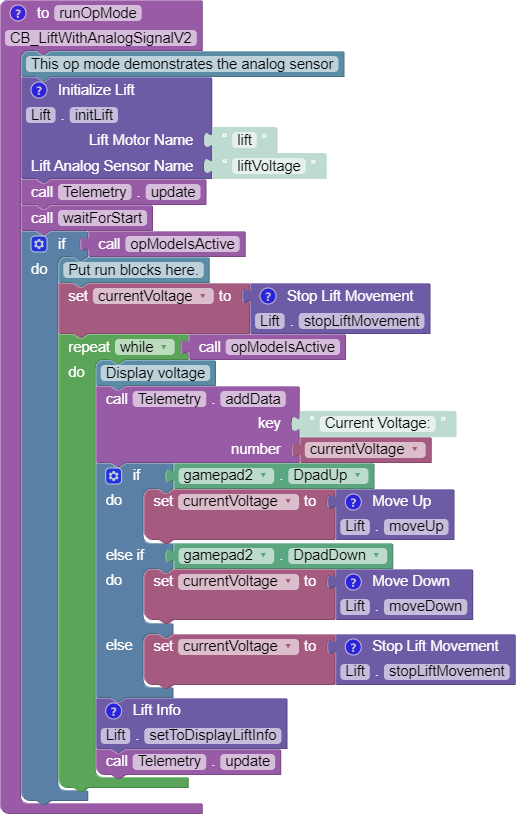 ? to runOpMode
CB_LiftWithAnalogSignalV2
This op mode demonstrates the analog sensor
? Initialize Lift
Lift . initLift
Lift Motor Name “ lift ”
Lift Analog Sensor Name “ liftVoltage ”
call Telemetry . update
call waitForStart
if call opModeIsActive
do Put run blocks here.
set currentVoltage to ? Stop Lift Movement
Lift . stopLiftMovement
repeat while call opModeIsActive
do Display voltage
call Telemetry . addData
key “ Current Voltage: ”
number currentVoltage
if gamepad2 . DpadUp
do set currentVoltage to ? Move Up
Lift . moveUp
else if gamepad2 . DpadDown
do set currentVoltage to ? Move Down
Lift . moveDown
else set currentVoltage to ? Stop Lift Movement
Lift . stopLiftMovement
? Lift Info
Lift . setToDisplayLiftInfo
call Telemetry . update